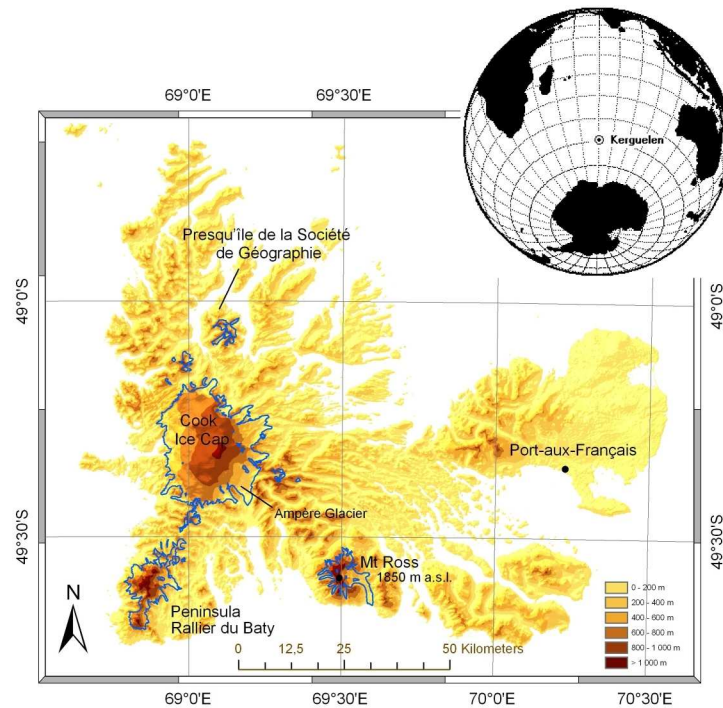 69°0'E
69°30'E
Kerguelen
Presqu'île de la Société
de Géographie
49°0'S
49°0'S
Cook
Ice Cap
Port-aux-Français
Ampère Glacier
49°30'S
49°30'S
Mt Ross
1850 m a.s.l.
N
Peninsula
Rallier du Baty
0 - 200 m
200 - 400 m
400 - 600 m
600 - 800 m
800 - 1 000 m
> 1 000 m
0 12,5 25 50 Kilometers
69°0'E
69°30'E
70°0'E
70°30'E